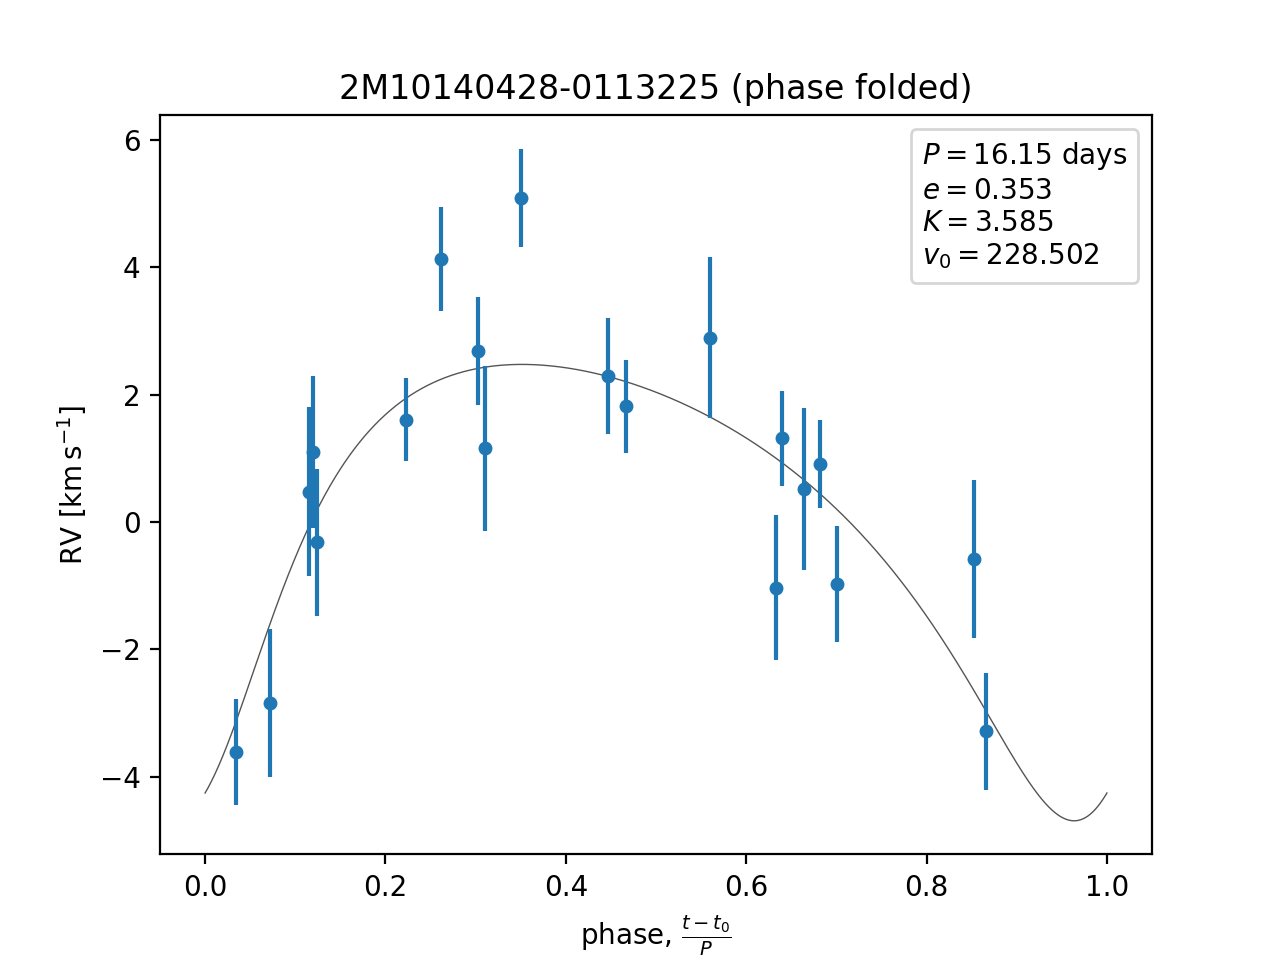 2M10140428-0113225 (phase folded)
P = 16.15 days
e = 0.353
K = 3.585
v₀ = 228.502
6
4
2
0
−2
−4
RV [km s⁻¹]
0.0 0.2 0.4 0.6 0.8 1.0
phase, (t − t₀)/P